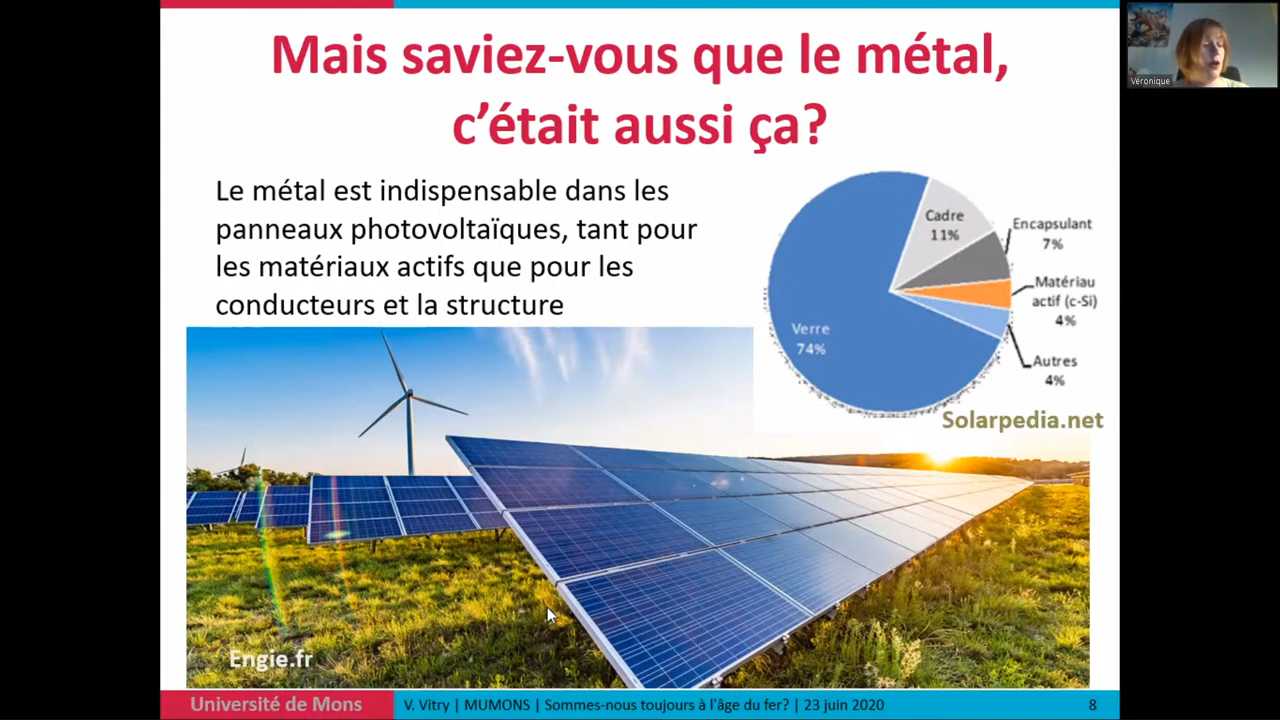 Mais saviez-vous que le métal,
c'était aussi ça?
Véronique
Le métal est indispensable dans les
panneaux photovoltaïques, tant pour
les matériaux actifs que pour les
conducteurs et la structure
Cadre
11%
Encapsulant
7%
Matériau
actif (c-Si)
4%
Autres
4%
Verre
74%
Solarpedia.net
Engie.fr
Université de Mons
V. Vitry | MUMONS | Sommes-nous toujours à l'âge du fer? | 23 juin 2020
8